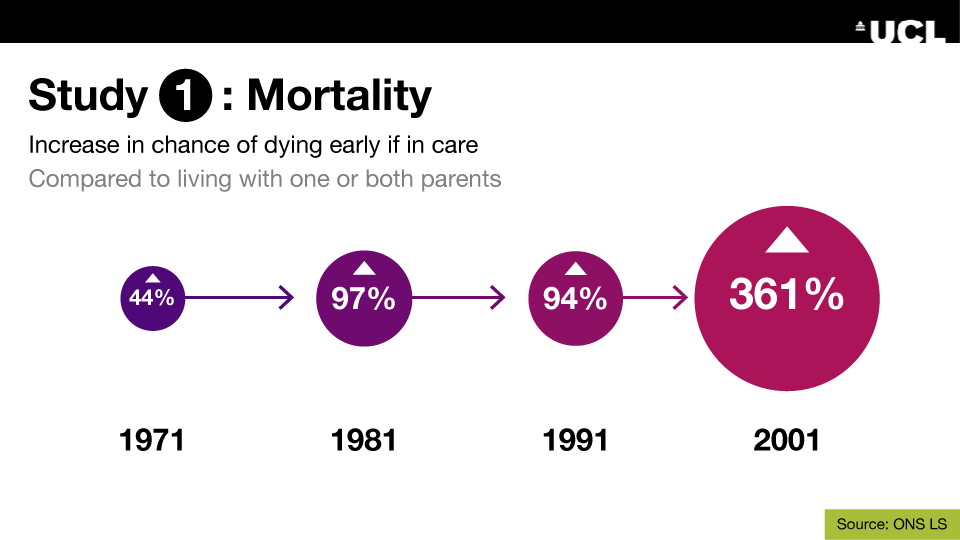 UCL
Study 1 : Mortality
Increase in chance of dying early if in care
Compared to living with one or both parents
44%
97%
94%
361%
1971
1981
1991
2001
Source: ONS LS